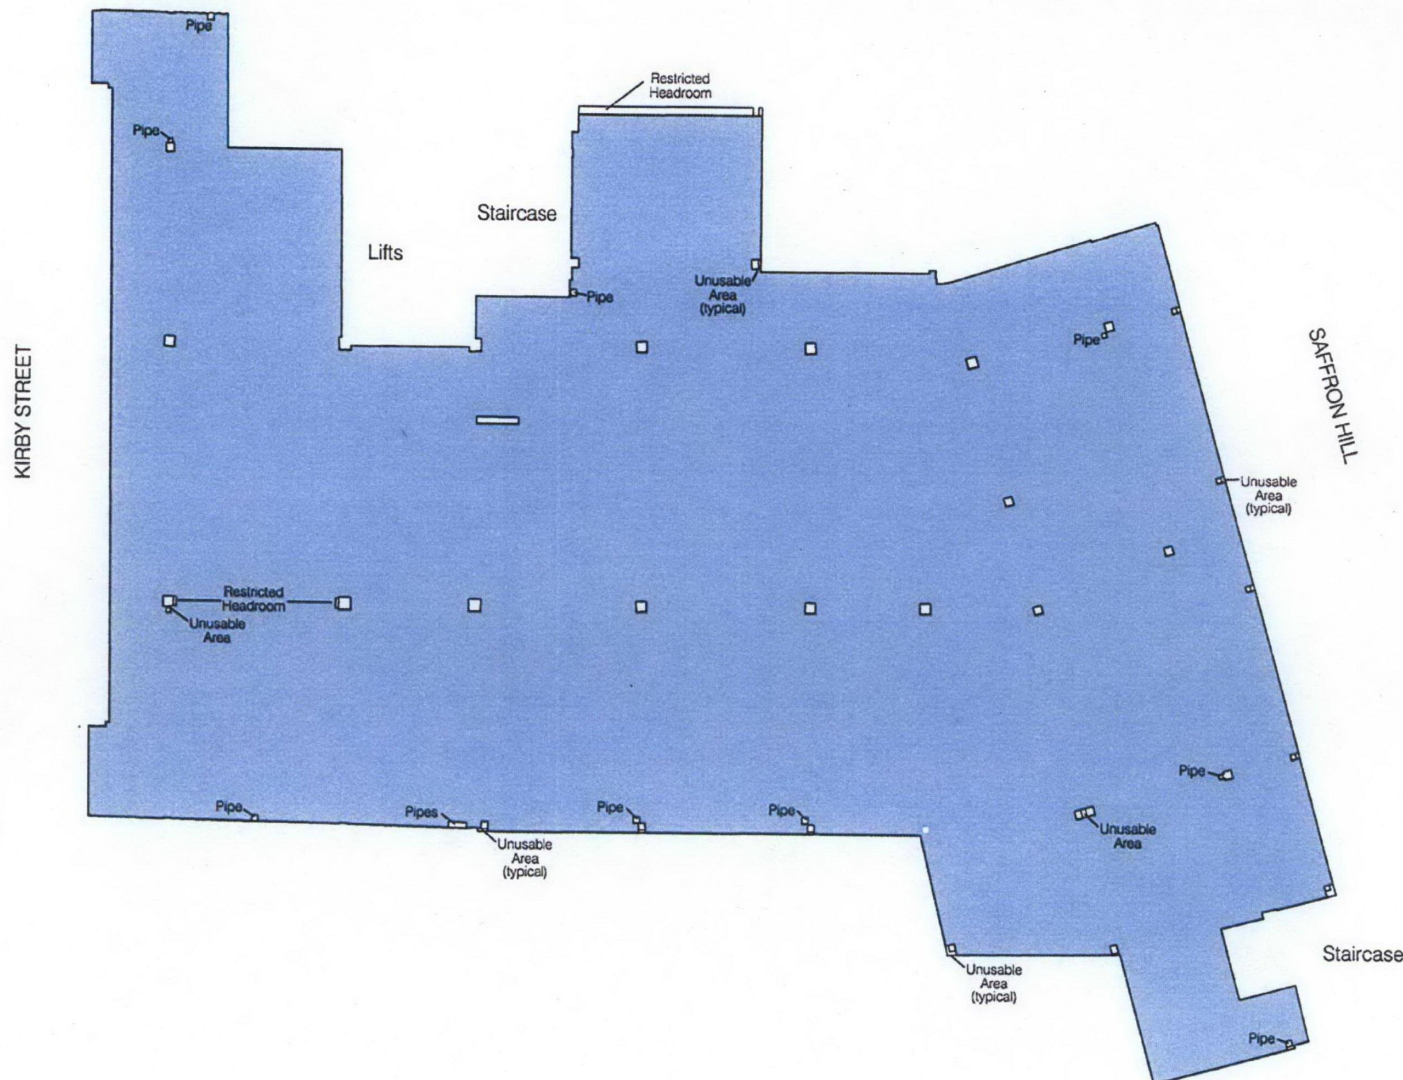 Pipe
Restricted
Headroom
Pipe
Staircase
Lifts
Unusable
Area
(typical)
Pipe
Pipe
SAFFRON HILL
KIRBY STREET
Unusable
Area
(typical)
Restricted
Headroom
Unusable
Area
Pipe
Pipe
Pipes
Pipe
Pipe
Unusable
Area
Unusable
Area
(typical)
Staircase
Unusable
Area
(typical)
Pipe